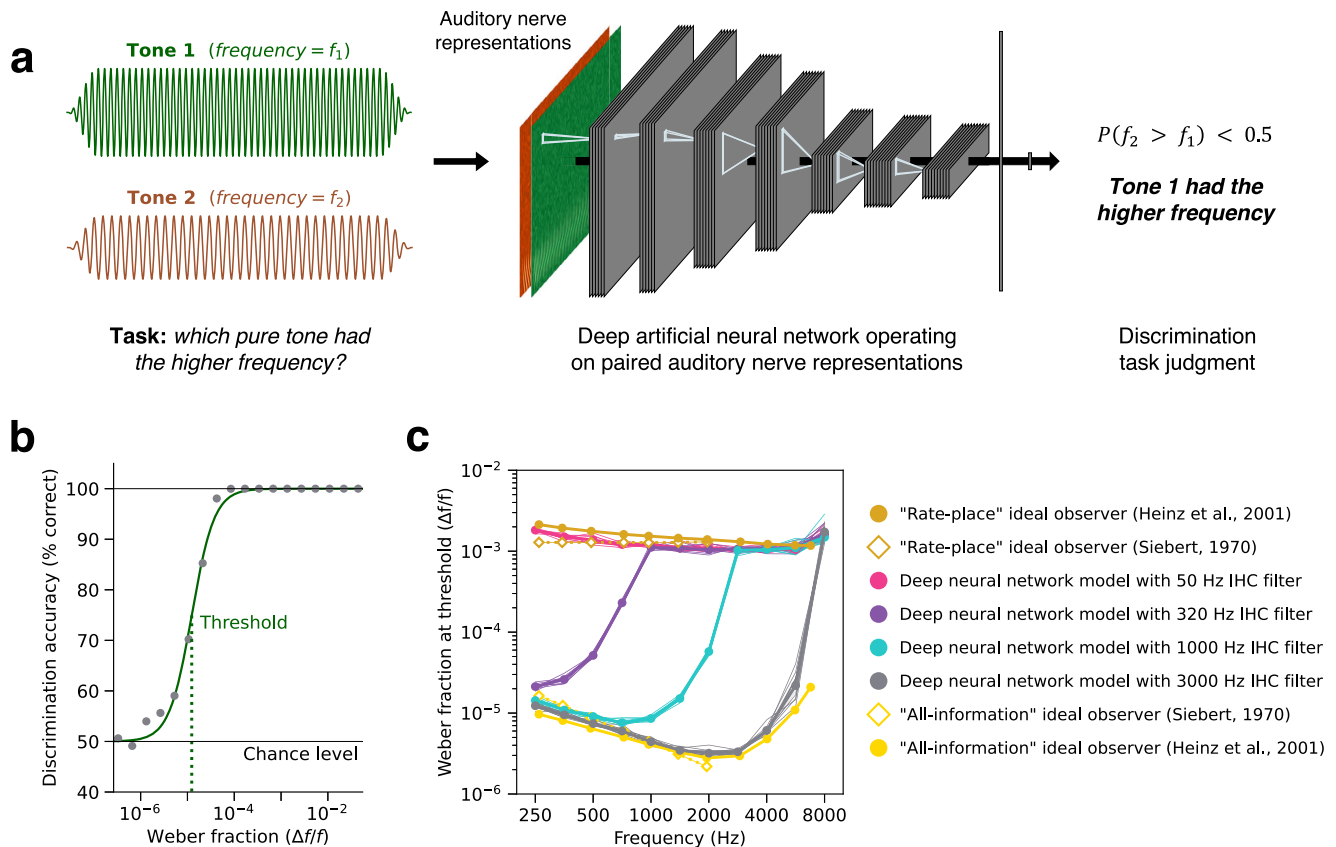 a
Tone 1 (frequency = f₁)
Tone 2 (frequency = f₂)
Task: which pure tone had
the higher frequency?
Auditory nerve
representations
Deep artificial neural network operating
on paired auditory nerve representations
P(f₂ > f₁) < 0.5
Tone 1 had the
higher frequency
Discrimination
task judgment
b
Discrimination accuracy (% correct)
100
90
80
70
60
50
40
Threshold
Chance level
10⁻⁶
10⁻⁴
10⁻²
Weber fraction (Δf/f)
c
Weber fraction at threshold (Δf/f)
10⁻²
10⁻³
10⁻⁴
10⁻⁵
10⁻⁶
250
500
1000
2000
4000
8000
Frequency (Hz)
"Rate-place" ideal observer (Heinz et al., 2001)
"Rate-place" ideal observer (Siebert, 1970)
Deep neural network model with 50 Hz IHC filter
Deep neural network model with 320 Hz IHC filter
Deep neural network model with 1000 Hz IHC filter
Deep neural network model with 3000 Hz IHC filter
"All-information" ideal observer (Siebert, 1970)
"All-information" ideal observer (Heinz et al., 2001)